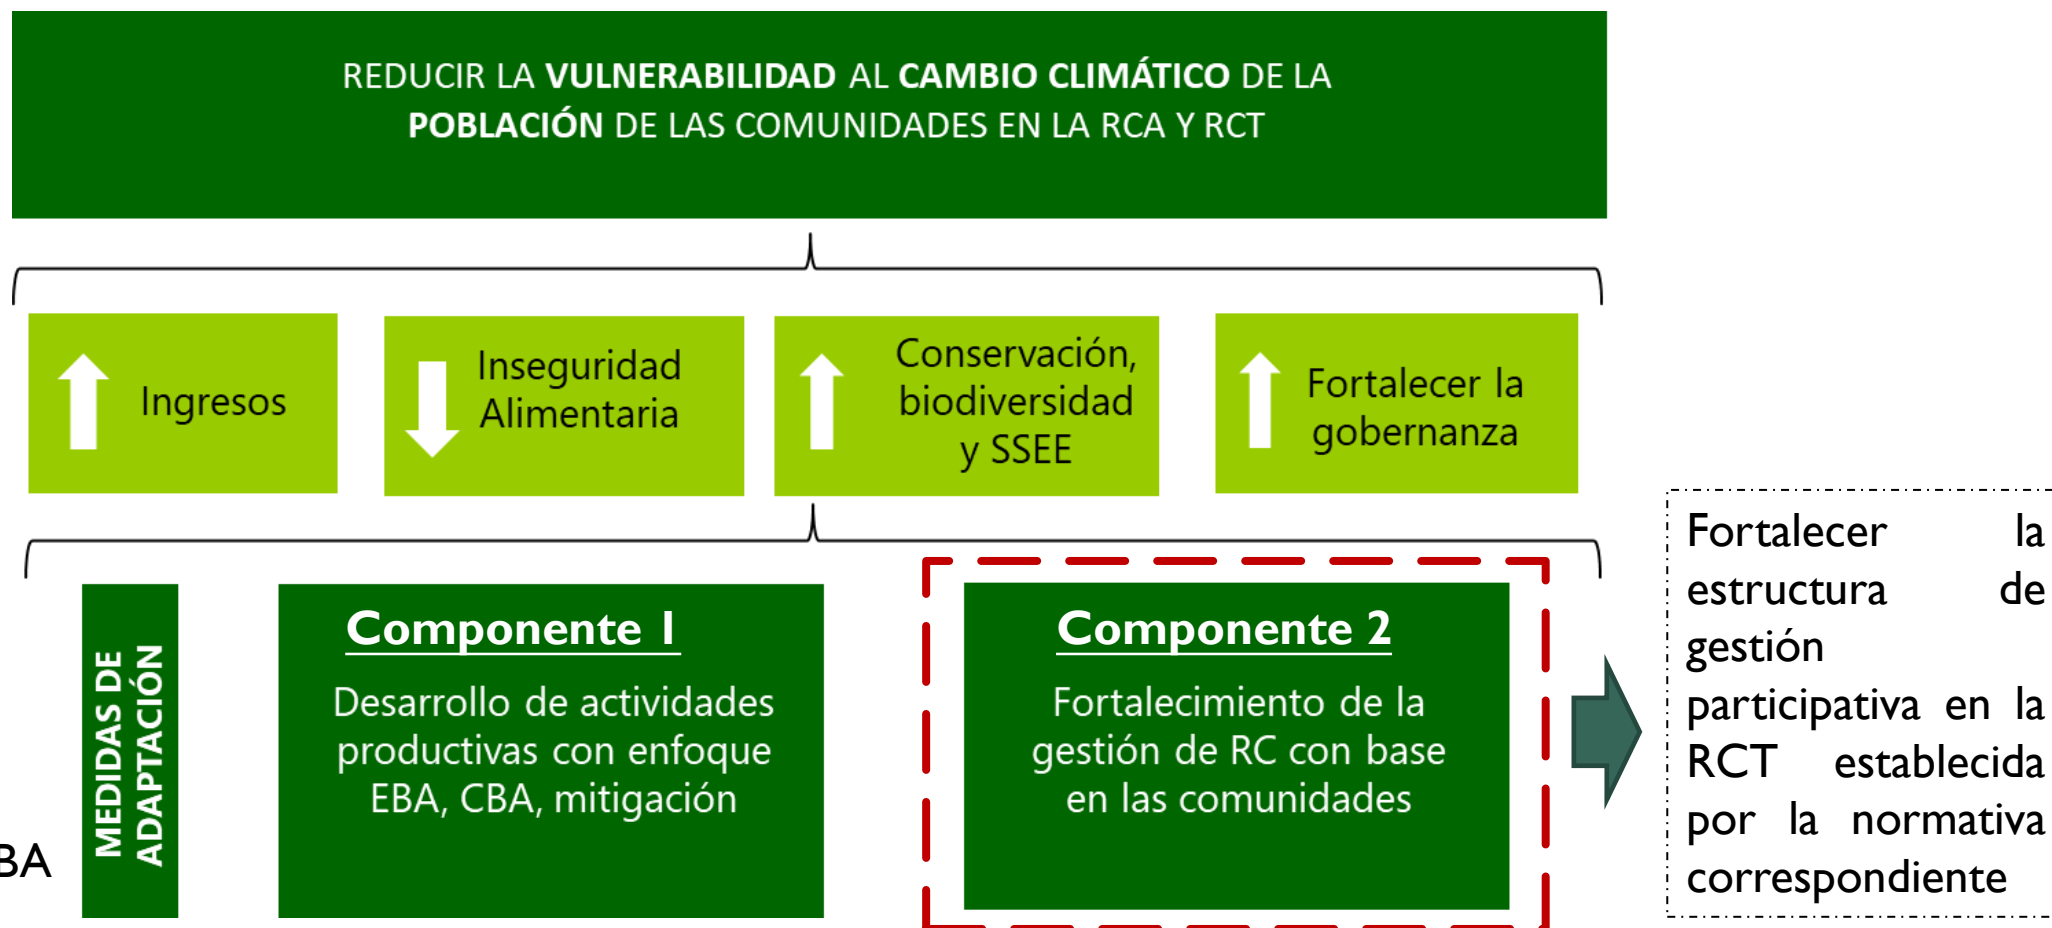 REDUCIR LA VULNERABILIDAD AL CAMBIO CLIMÁTICO DE LA
POBLACIÓN DE LAS COMUNIDADES EN LA RCA Y RCT
Ingresos
Inseguridad
Alimentaria
Conservación,
biodiversidad
y SSEE
Fortalecer la
gobernanza
MEDIDAS DE
ADAPTACIÓN
Componente 1
Desarrollo de actividades
productivas con enfoque
EBA, CBA, mitigación
Componente 2
Fortalecimiento de la
gestión de RC con base
en las comunidades
Fortalecer la
estructura de
gestión
participativa en la
RCT establecida
por la normativa
correspondiente
BA